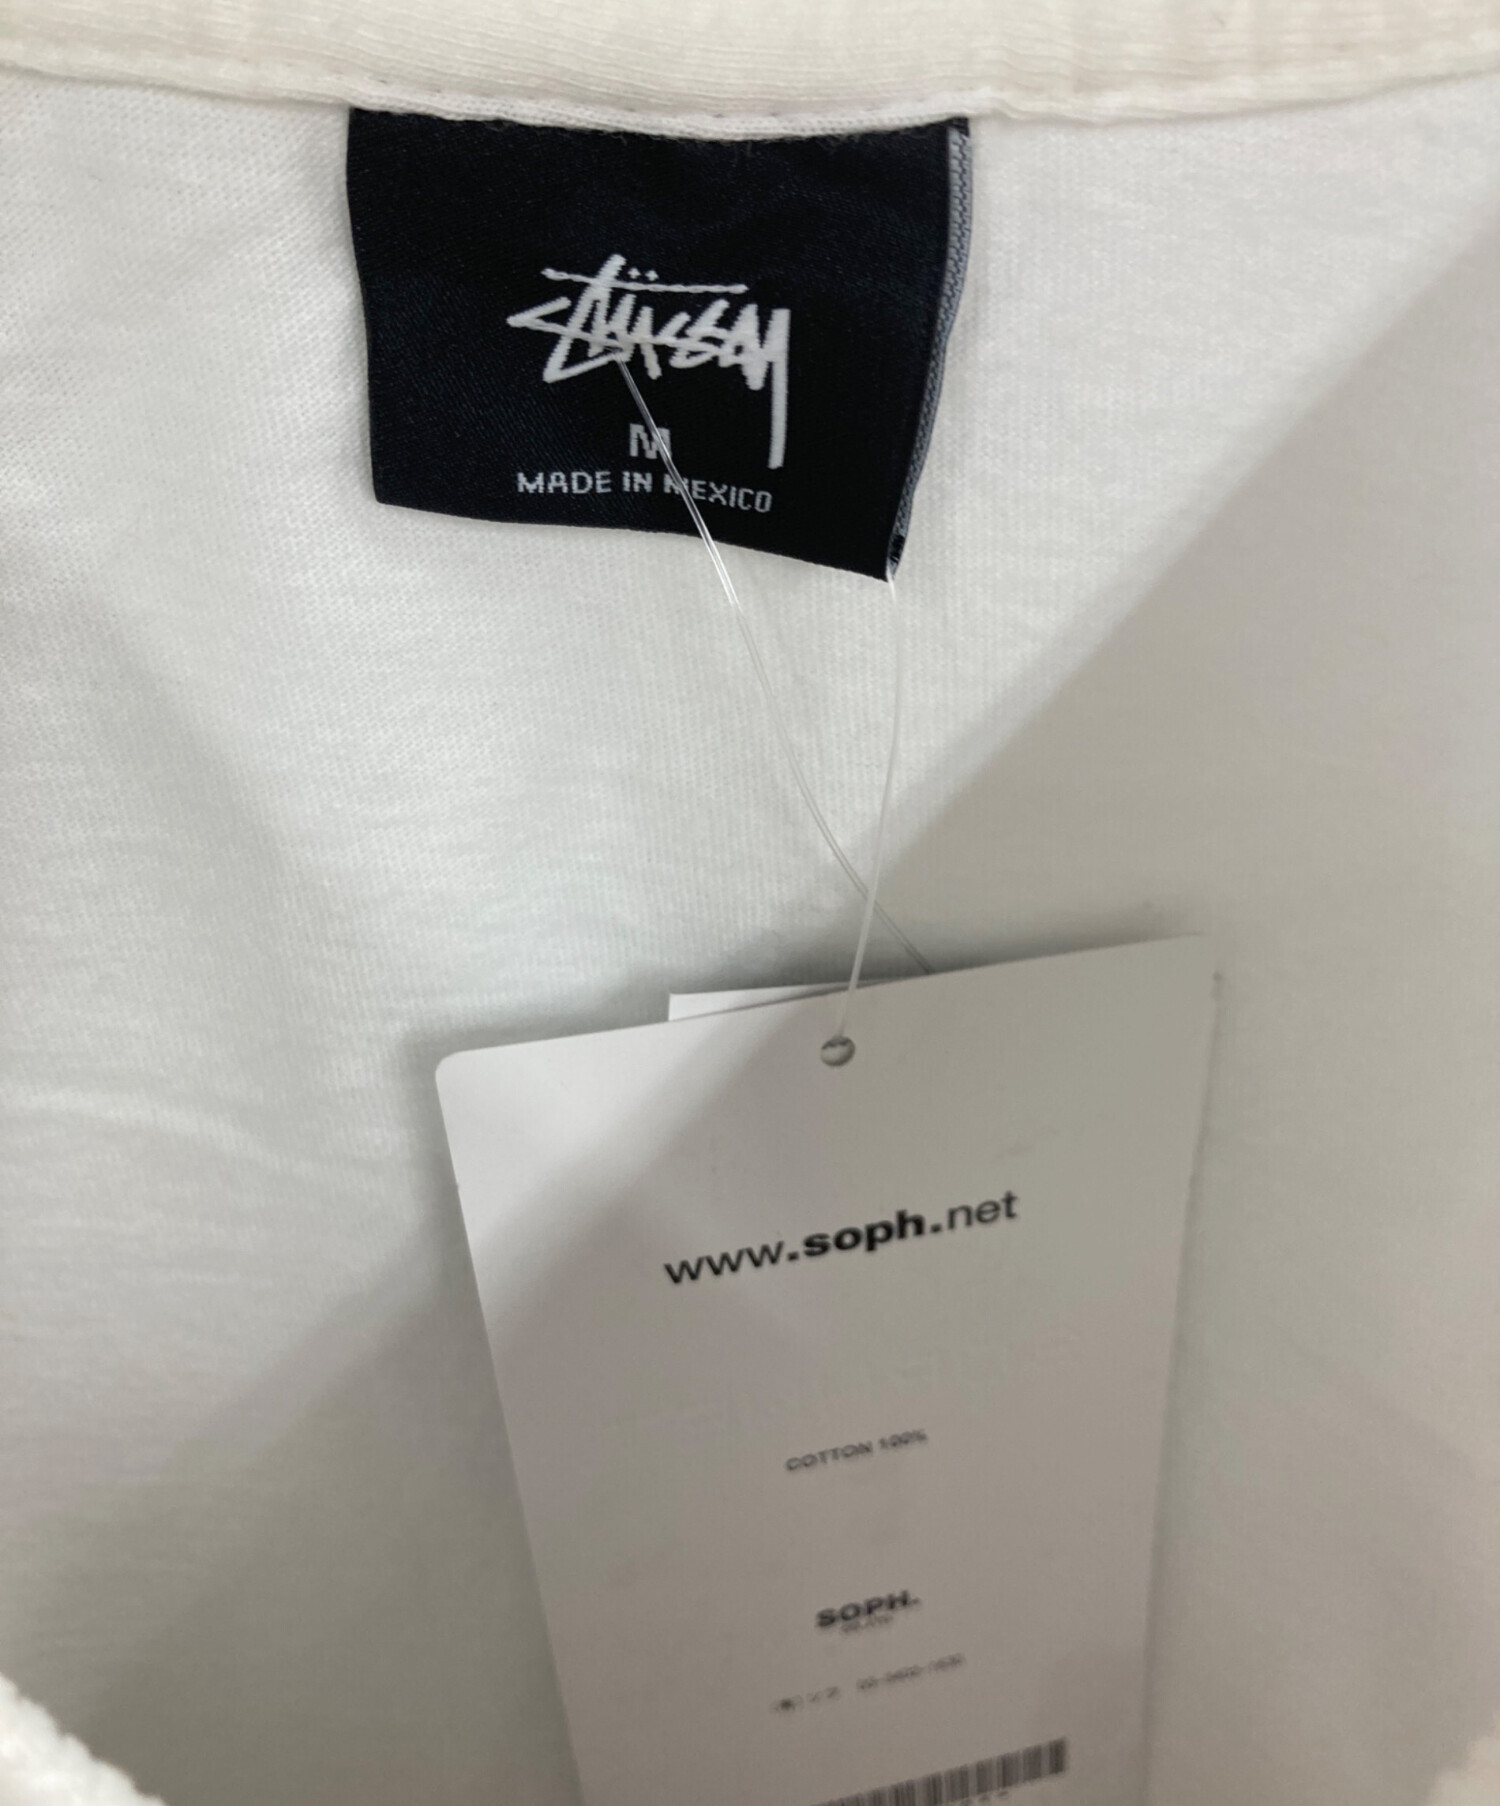 STÜSSY
M
MADE IN MEXICO
www.soph.net
COTTON 100%
SOPH.